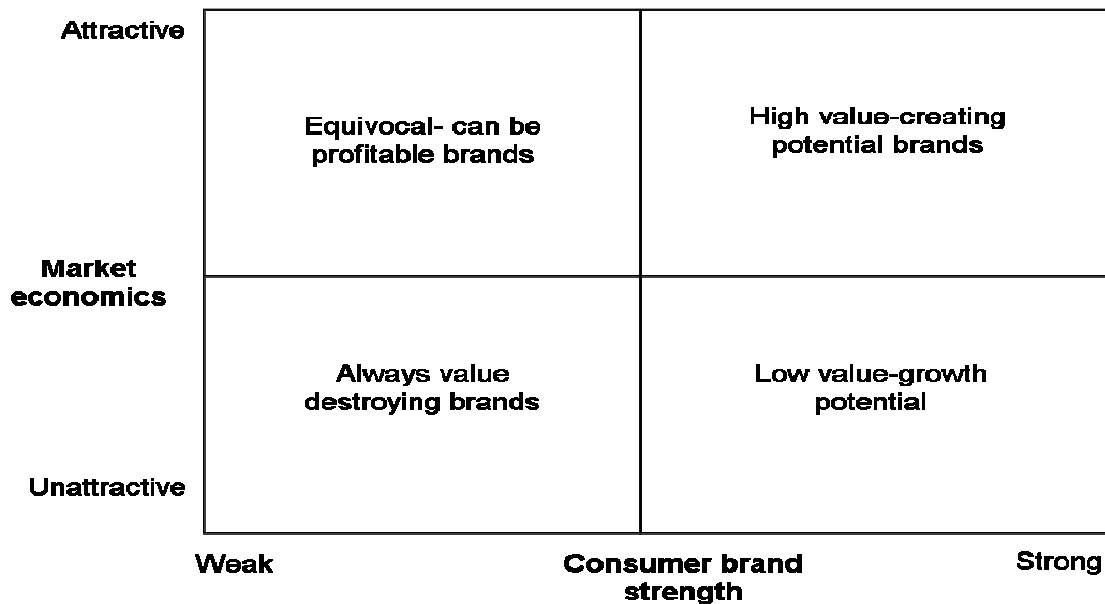 Attractive
Equivocal- can be
profitable brands
High value-creating
potential brands
Market
economics
Always value
destroying brands
Low value-growth
potential
Unattractive
Weak
Consumer brand
strength
Strong